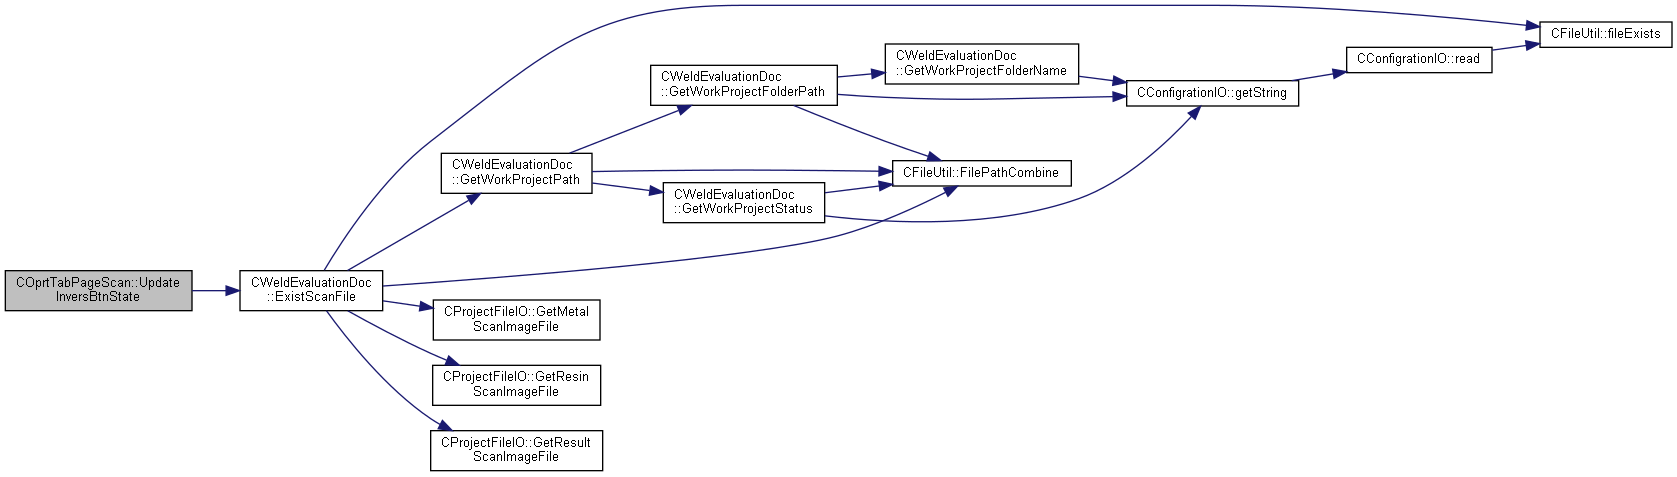 COprtTabPageScan::Update
InversBtnState
CWeldEvaluationDoc
::ExistScanFile
CWeldEvaluationDoc
::GetWorkProjectPath
CWeldEvaluationDoc
::GetWorkProjectFolderPath
CWeldEvaluationDoc
::GetWorkProjectFolderName
CConfigrationIO::getString
CConfigrationIO::read
CFileUtil::fileExists
CFileUtil::FilePathCombine
CWeldEvaluationDoc
::GetWorkProjectStatus
CProjectFileIO::GetMetal
ScanImageFile
CProjectFileIO::GetResin
ScanImageFile
CProjectFileIO::GetResult
ScanImageFile